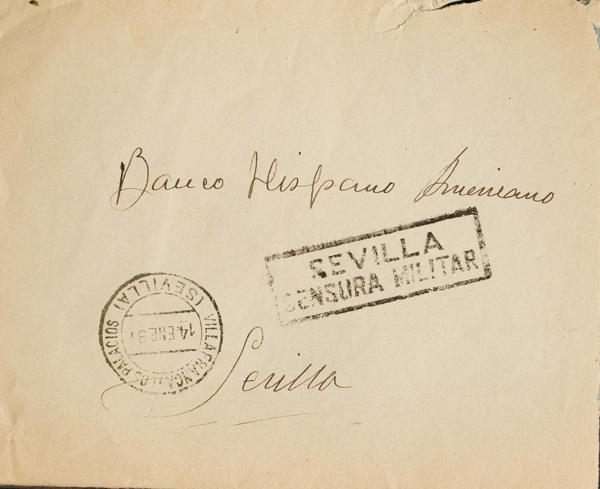 Banco Hispano Americano
SEVILLA
CENSURA MILITAR
VILLAFRANCA Y LOS PALACIOS
(SEVILLA)
14 ENE 37
Sevilla